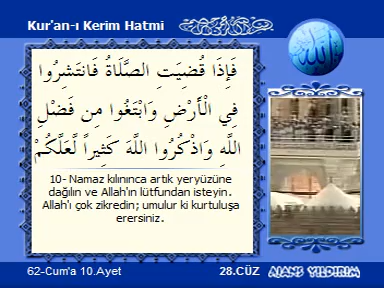 Kur'an-ı Kerim Hatmi
فَإِذَا قُضِيَتِ الصَّلَاةُ فَانتَشِرُوا
فِي الْأَرْضِ وَابْتَغُوا مِن فَضْلِ
اللَّهِ وَاذْكُرُوا اللَّهَ كَثِيراً لَّعَلَّكُمْ
10- Namaz kılınınca artık yeryüzüne
dağılın ve Allah'ın lütfundan isteyin.
Allah'ı çok zikredin; umulur ki kurtuluşa
erersiniz.
الله
62-Cum'a 10.Ayet
28.CÜZ
AJANS YILDIRIM